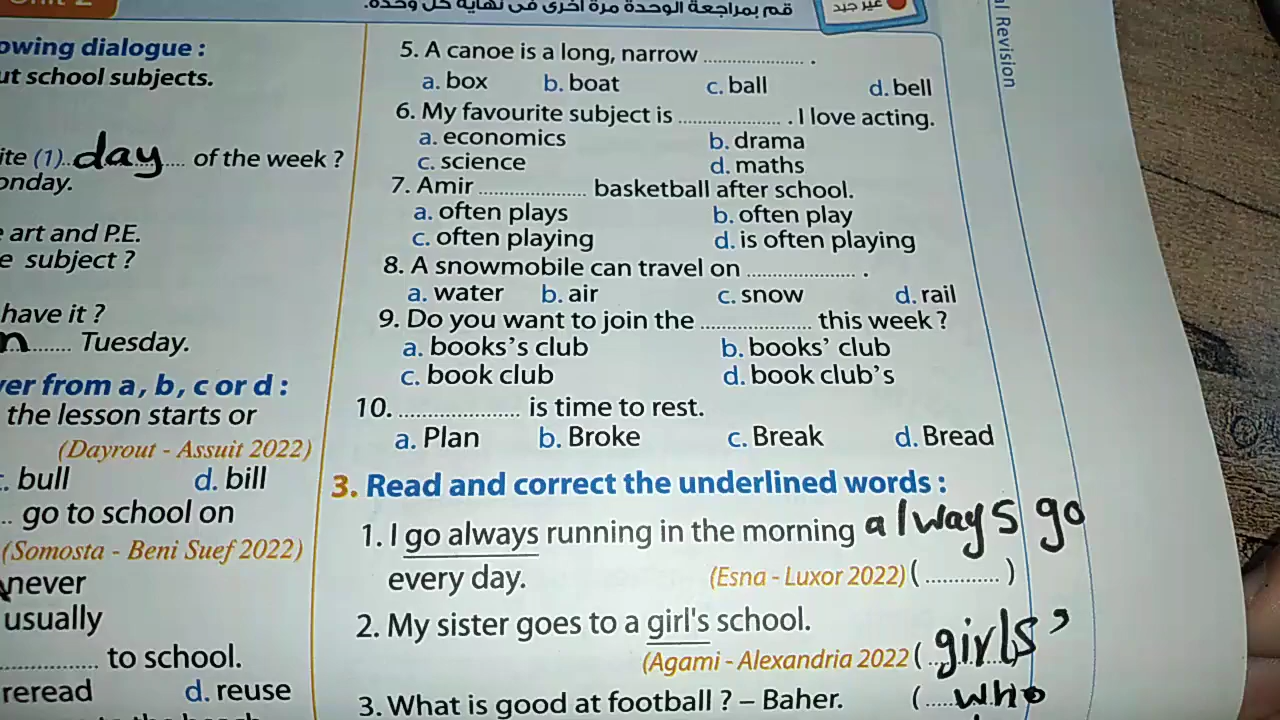 قم بمراجعة الوحدة مرة أخرى فى نهاية كل وحدة.
غير جيد
al Revision
owing dialogue :
ut school subjects.
ite (1)..day.... of the week ?
onday.
e art and P.E.
e subject ?
have it ?
n........ Tuesday.
ver from a, b, c or d :
the lesson starts or
(Dayrout - Assuit 2022)
c. bull d. bill
.. go to school on
(Somosta - Beni Suef 2022)
never
usually
............... to school.
reread d. reuse
5. A canoe is a long, narrow .................... .
a. box b. boat c. ball d. bell
6. My favourite subject is .................... . I love acting.
a. economics b. drama
c. science d. maths
7. Amir .................... basketball after school.
a. often plays b. often play
c. often playing d. is often playing
8. A snowmobile can travel on .................... .
a. water b. air c. snow d. rail
9. Do you want to join the .................... this week ?
a. books's club b. books' club
c. book club d. book club's
10. .................... is time to rest.
a. Plan b. Broke c. Break d. Bread
3. Read and correct the underlined words :
1. I go always running in the morning always go
every day. (Esna - Luxor 2022) (.............)
2. My sister goes to a girl's school.
(Agami - Alexandria 2022 (..girls'
3. What is good at football ? – Baher. (.....who